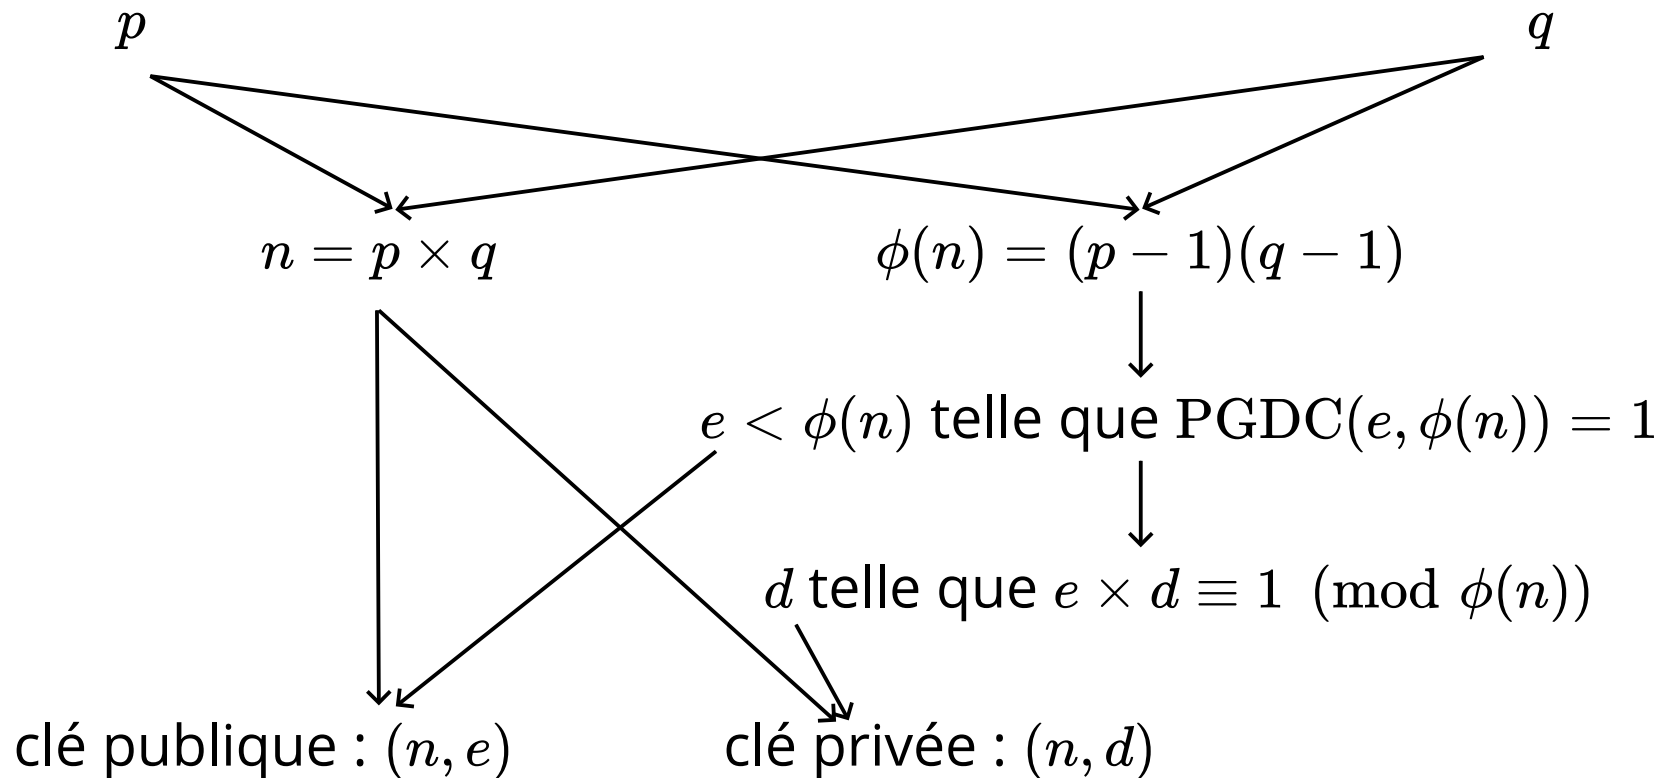 p
q
n = p × q
ϕ(n) = (p − 1)(q − 1)
e < ϕ(n) telle que PGDC(e, ϕ(n)) = 1
d telle que e × d ≡ 1 (mod ϕ(n))
clé publique : (n, e)
clé privée : (n, d)